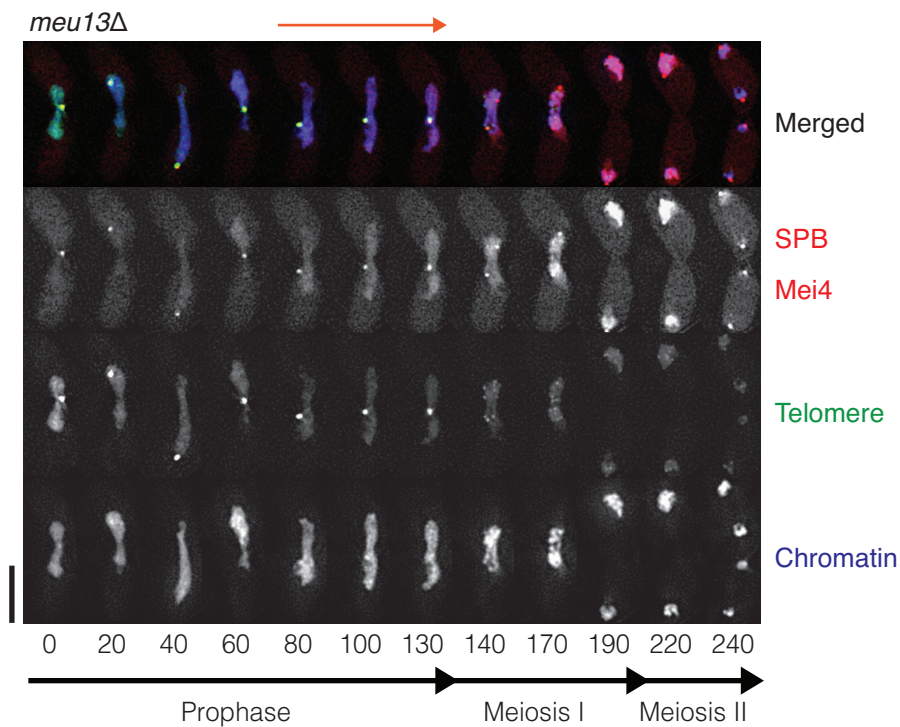 meu13Δ
Merged
SPB
Mei4
Telomere
Chromatin
0 20 40 60 80 100 130 140 170 190 220 240
Prophase Meiosis I Meiosis II